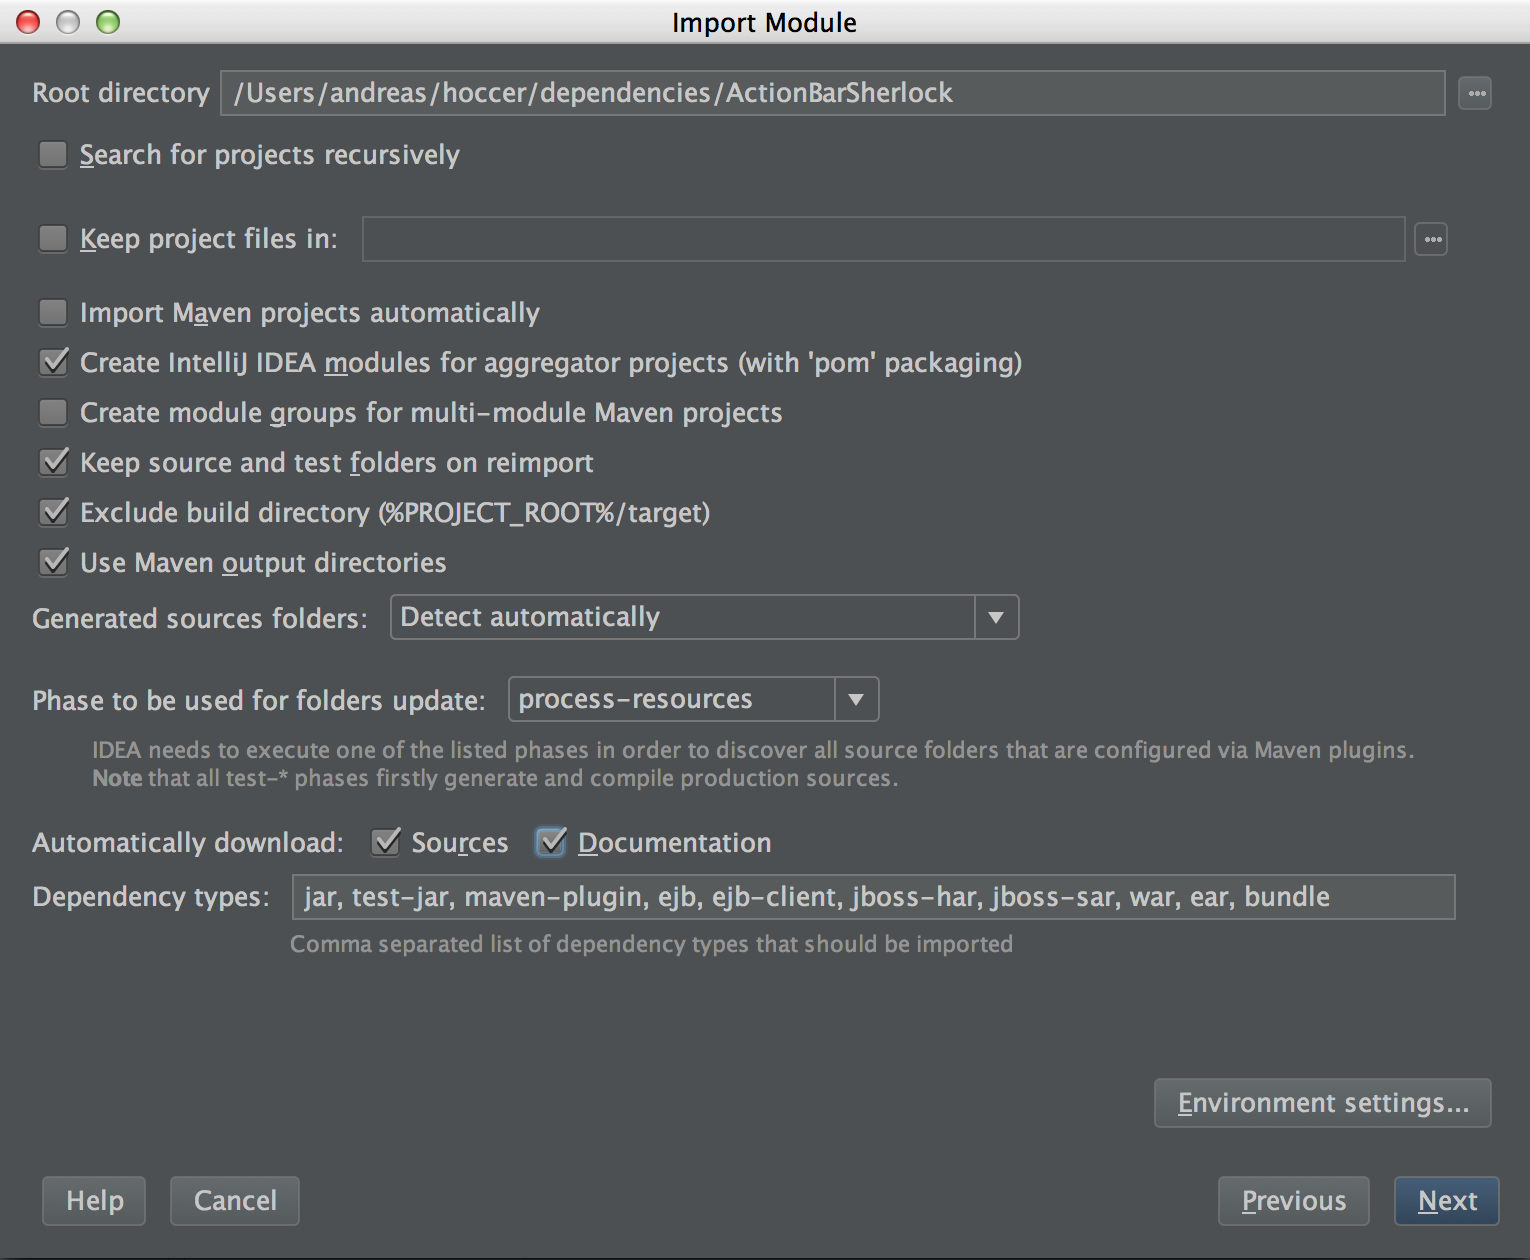 Import Module
Root directory /Users/andreas/hoccer/dependencies/ActionBarSherlock
Search for projects recursively
Keep project files in:
Import Maven projects automatically
Create IntelliJ IDEA modules for aggregator projects (with 'pom' packaging)
Create module groups for multi-module Maven projects
Keep source and test folders on reimport
Exclude build directory (%PROJECT_ROOT%/target)
Use Maven output directories
Generated sources folders: Detect automatically
Phase to be used for folders update: process-resources
IDEA needs to execute one of the listed phases in order to discover all source folders that are configured via Maven plugins.
Note that all test-* phases firstly generate and compile production sources.
Automatically download: Sources Documentation
Dependency types: jar, test-jar, maven-plugin, ejb, ejb-client, jboss-har, jboss-sar, war, ear, bundle
Comma separated list of dependency types that should be imported
Environment settings...
Help Cancel Previous Next